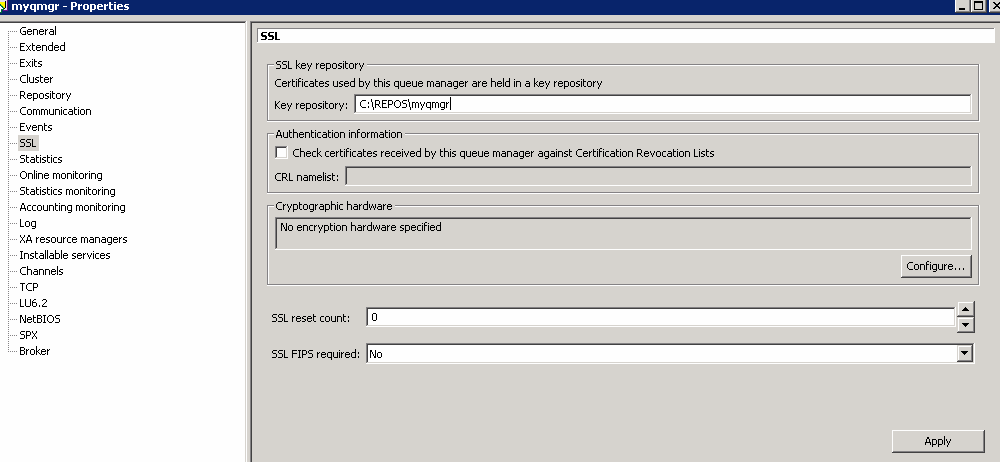 myqmgr - Properties
General
Extended
Exits
Cluster
Repository
Communication
Events
SSL
Statistics
Online monitoring
Statistics monitoring
Accounting monitoring
Log
XA resource managers
Installable services
Channels
TCP
LU6.2
NetBIOS
SPX
Broker
SSL
SSL key repository
Certificates used by this queue manager are held in a key repository
Key repository: C:\REPOS\myqmgr
Authentication information
Check certificates received by this queue manager against Certification Revocation Lists
CRL namelist:
Cryptographic hardware
No encryption hardware specified
Configure...
SSL reset count: 0
SSL FIPS required: No
Apply